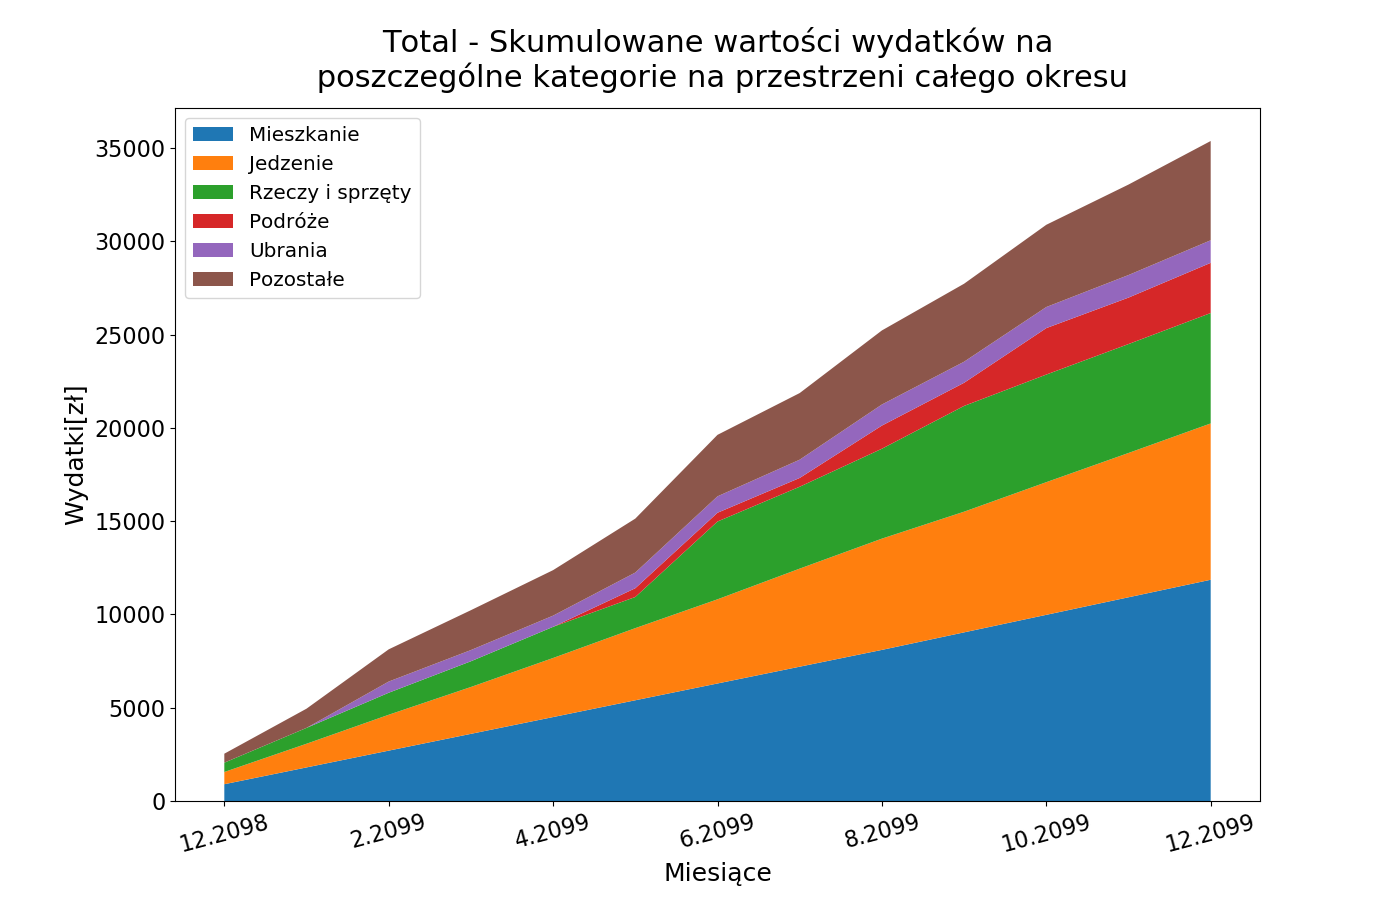 Total - Skumulowane wartości wydatków na
poszczególne kategorie na przestrzeni całego okresu
Mieszkanie
Jedzenie
Rzeczy i sprzęty
Podróże
Ubrania
Pozostałe
Wydatki[zł]
35000
30000
25000
20000
15000
10000
5000
0
12.2098
2.2099
4.2099
6.2099
8.2099
10.2099
12.2099
Miesiące